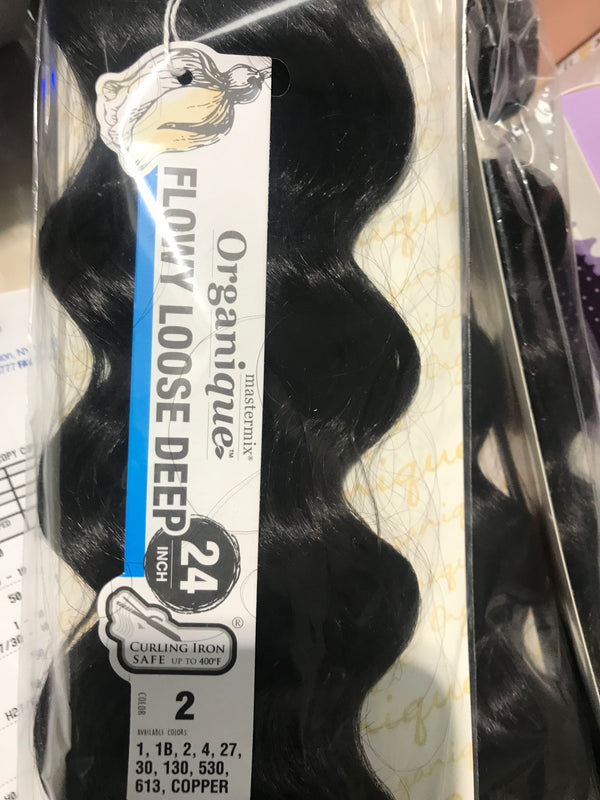 Organique™
mastermix®
FLOWY LOOSE DEEP
24
INCH
CURLING IRON
SAFE UP TO 400°F
®
COLOR
2
AVAILABLE COLORS
1, 1B, 2, 4, 27,
30, 130, 530,
613, COPPER